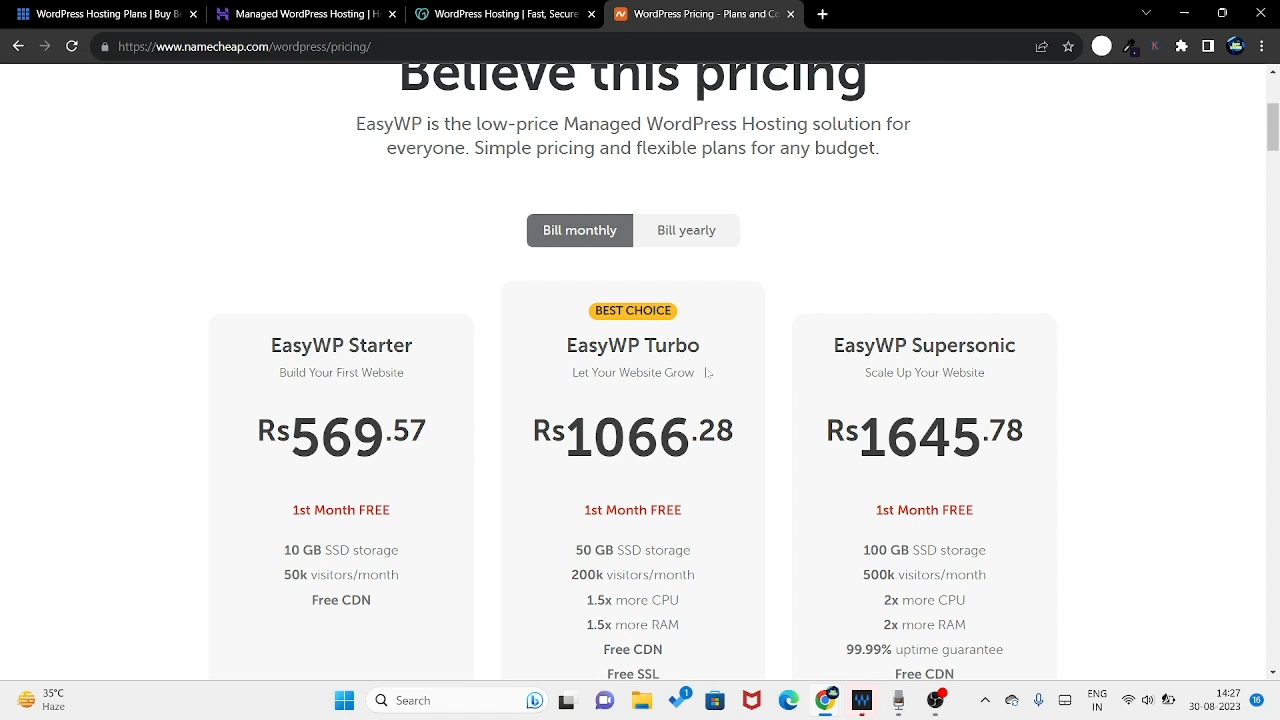 WordPress Hosting Plans | Buy B
Managed WordPress Hosting | H
WordPress Hosting | Fast, Secure
WordPress Pricing - Plans and Co
https://www.namecheap.com/wordpress/pricing/
K
Believe this pricing
EasyWP is the low-price Managed WordPress Hosting solution for
everyone. Simple pricing and flexible plans for any budget.
Bill monthly
Bill yearly
EasyWP Starter
Build Your First Website
Rs569.57
1st Month FREE
10 GB SSD storage
50k visitors/month
Free CDN
BEST CHOICE
EasyWP Turbo
Let Your Website Grow
Rs1066.28
1st Month FREE
50 GB SSD storage
200k visitors/month
1.5x more CPU
1.5x more RAM
Free CDN
Free SSL
EasyWP Supersonic
Scale Up Your Website
Rs1645.78
1st Month FREE
100 GB SSD storage
500k visitors/month
2x more CPU
2x more RAM
99.99% uptime guarantee
Free CDN
35°C
Haze
Search
1
ENG
IN
14:27
30-08-2023
16